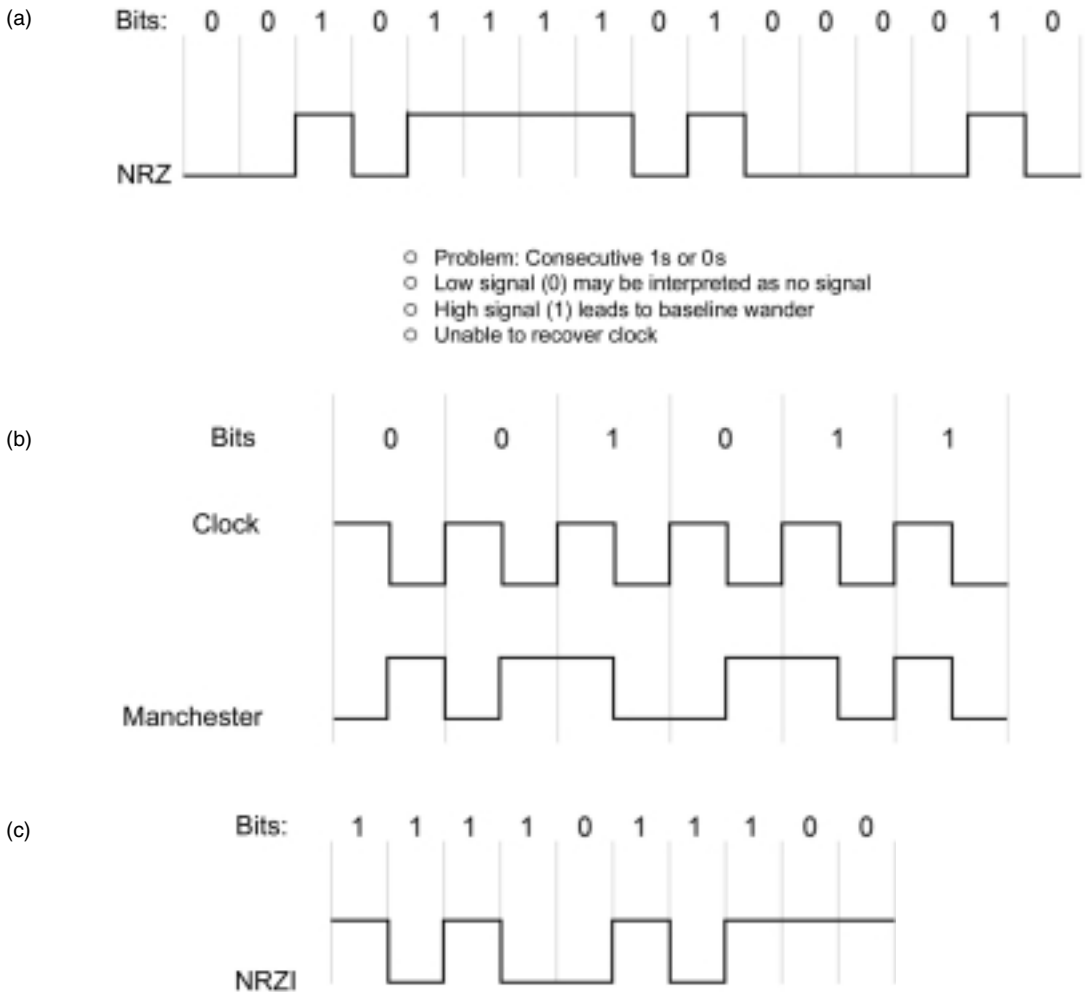 (a)
Bits: 0 0 1 0 1 1 1 1 0 1 0 0 0 0 1 0
NRZ
Problem: Consecutive 1s or 0s
Low signal (0) may be interpreted as no signal
High signal (1) leads to baseline wander
Unable to recover clock
(b)
Bits 0 0 1 0 1 1
Clock
Manchester
(c)
Bits: 1 1 1 1 0 1 1 1 0 0
NRZI